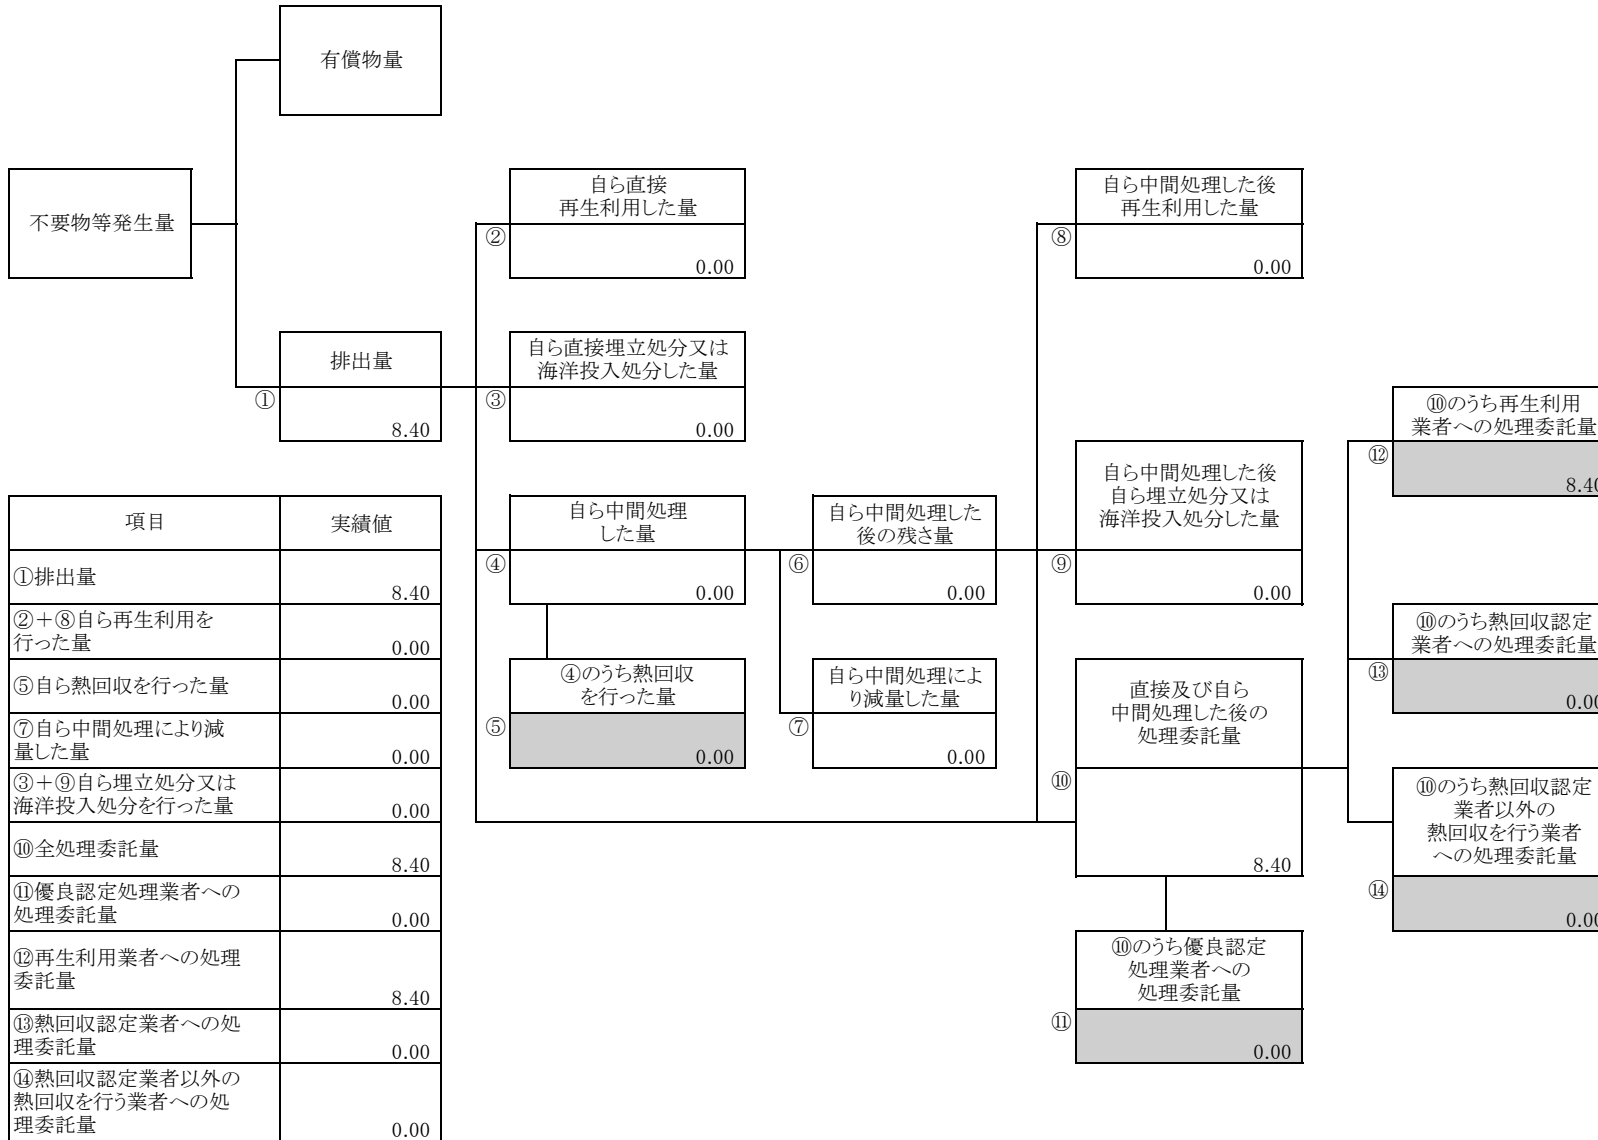 有償物量
不要物等発生量
自ら直接
再生利用した量
②
0.00
自ら中間処理した後
再生利用した量
⑧
0.00
排出量
①
8.40
自ら直接埋立処分又は
海洋投入処分した量
③
0.00
⑩のうち再生利用
業者への処理委託量
⑫
8.40
自ら中間処理した後
自ら埋立処分又は
海洋投入処分した量
⑨
0.00
自ら中間処理
した量
④
0.00
自ら中間処理した
後の残さ量
⑥
0.00
⑩のうち熱回収認定
業者への処理委託量
⑬
0.00
④のうち熱回収
を行った量
⑤
0.00
自ら中間処理によ
り減量した量
⑦
0.00
直接及び自ら
中間処理した後の
処理委託量
⑩
8.40
⑩のうち熱回収認定
業者以外の
熱回収を行う業者
への処理委託量
⑭
0.00
⑩のうち優良認定
処理業者への
処理委託量
⑪
0.00
項目 実績値
①排出量
8.40
②+⑧自ら再生利用を
行った量
0.00
⑤自ら熱回収を行った量
0.00
⑦自ら中間処理により減
量した量
0.00
③+⑨自ら埋立処分又は
海洋投入処分を行った量
0.00
⑩全処理委託量
8.40
⑪優良認定処理業者への
処理委託量
0.00
⑫再生利用業者への処理
委託量
8.40
⑬熱回収認定業者への処
理委託量
0.00
⑭熱回収認定業者以外の
熱回収を行う業者への処
理委託量
0.00